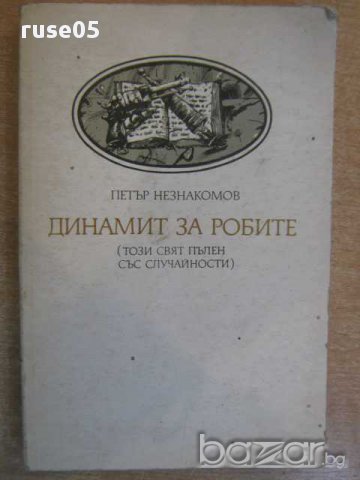 ruse05
ПЕТЪР НЕЗНАКОМОВ
ДИНАМИТ ЗА РОБИТЕ
(ТОЗИ СВЯТ ПЪЛЕН
СЪС СЛУЧАЙНОСТИ)
bazar.bg